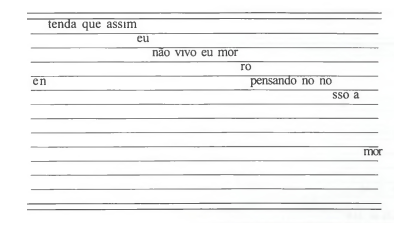 tenda que assim
eu
não vivo eu mor
ro
en pensando no no
sso a
mor